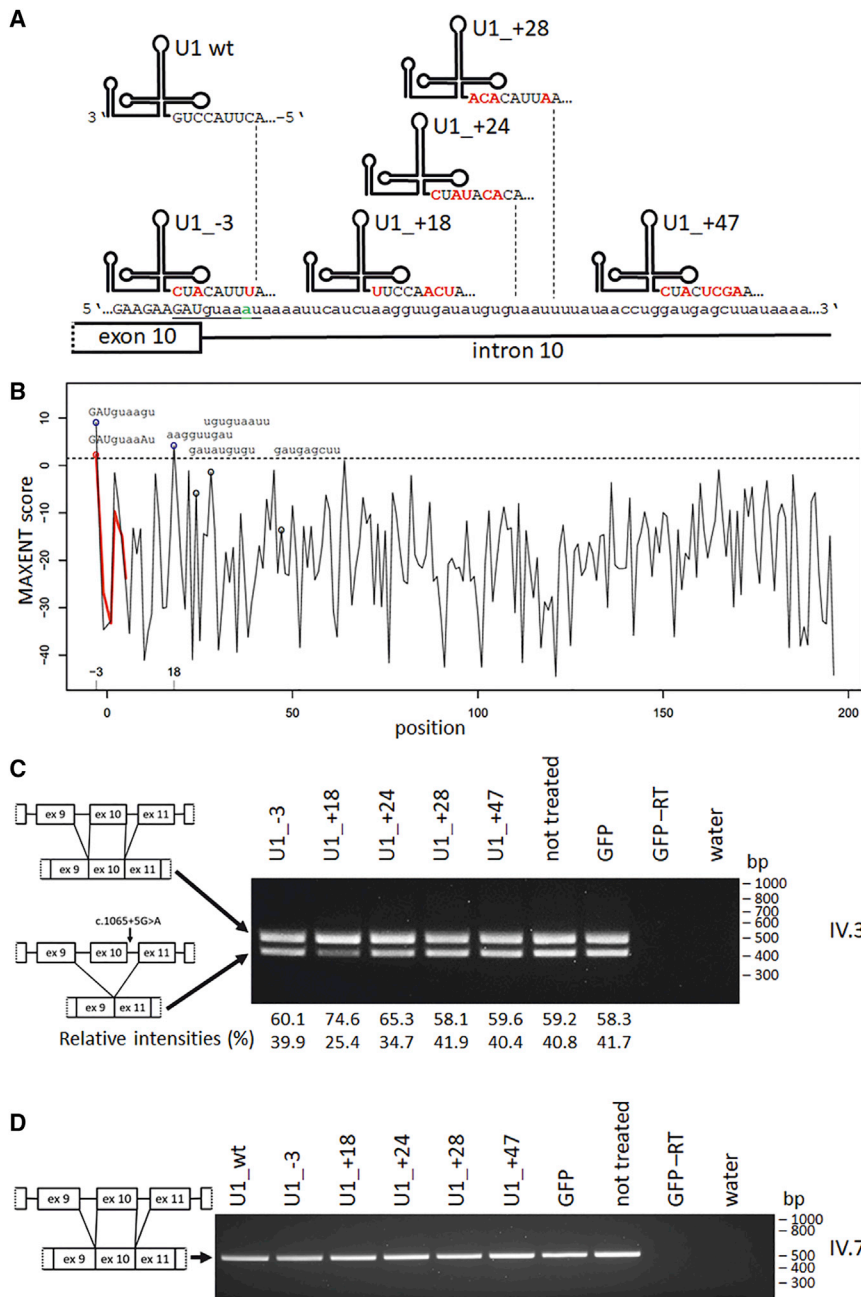 A
U1 wt
3 ‘
GUCCAUUCA...–5 ‘
U1_+28
ACACAUUAA...
U1_+24
CUAUACACA...
U1_-3
CUACAUUUA...
U1_+18
UUCCAACUA...
U1_+47
CUACUCGAA...
5 ‘...GAAGAAGAUguaaauaaaauucaucuaagguugauauguguaauuuuauaaccuggaugagcuuauaaaa...3 ‘
exon 10
intron 10
B
GAUguaagu
GAUguaaAu
aagguugau
uguguaauu
gauaugugu
gaugagcuu
MAXENT score
10
0
-10
-20
-30
-40
-3
18
0
50
100
150
200
position
C
ex 9
ex 10
ex 11
ex 9
ex 10
ex 11
c.1065+5G>A
ex 9
ex 10
ex 11
ex 9
ex 11
U1_-3
U1_+18
U1_+24
U1_+28
U1_+47
not treated
GFP
GFP–RT
water
bp
– 1000
– 800
– 700
– 600
– 500
– 400
– 300
IV.3
60.1 74.6 65.3 58.1 59.6 59.2 58.3
Relative intensities (%) 39.9 25.4 34.7 41.9 40.4 40.8 41.7
D
ex 9
ex 10
ex 11
ex 9
ex 10
ex 11
U1_wt
U1_-3
U1_+18
U1_+24
U1_+28
U1_+47
GFP
not treated
GFP–RT
water
bp
– 1000
– 800
– 500
– 400
– 300
IV.7